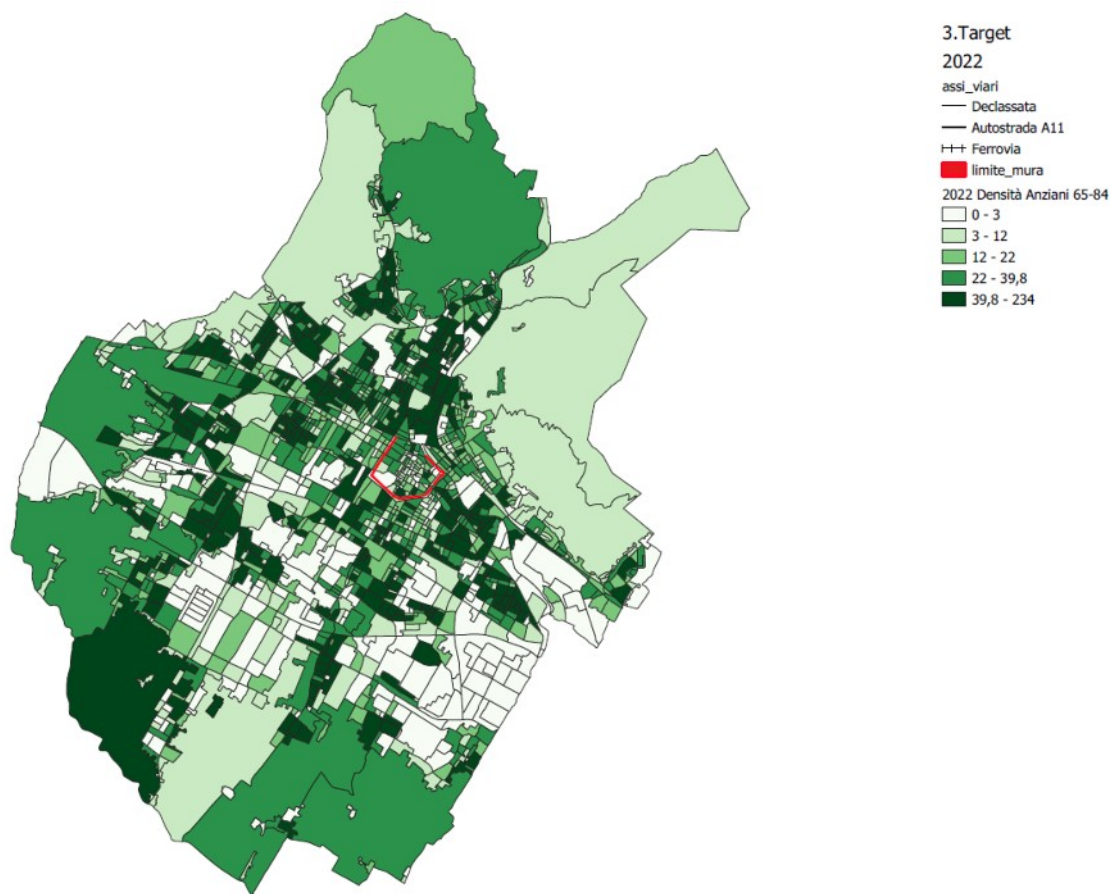 3.Target
2022
assi_viari
Declassata
Autostrada A11
Ferrovia
limite_mura
2022 Densità Anziani 65-84
0 - 3
3 - 12
12 - 22
22 - 39,8
39,8 - 234